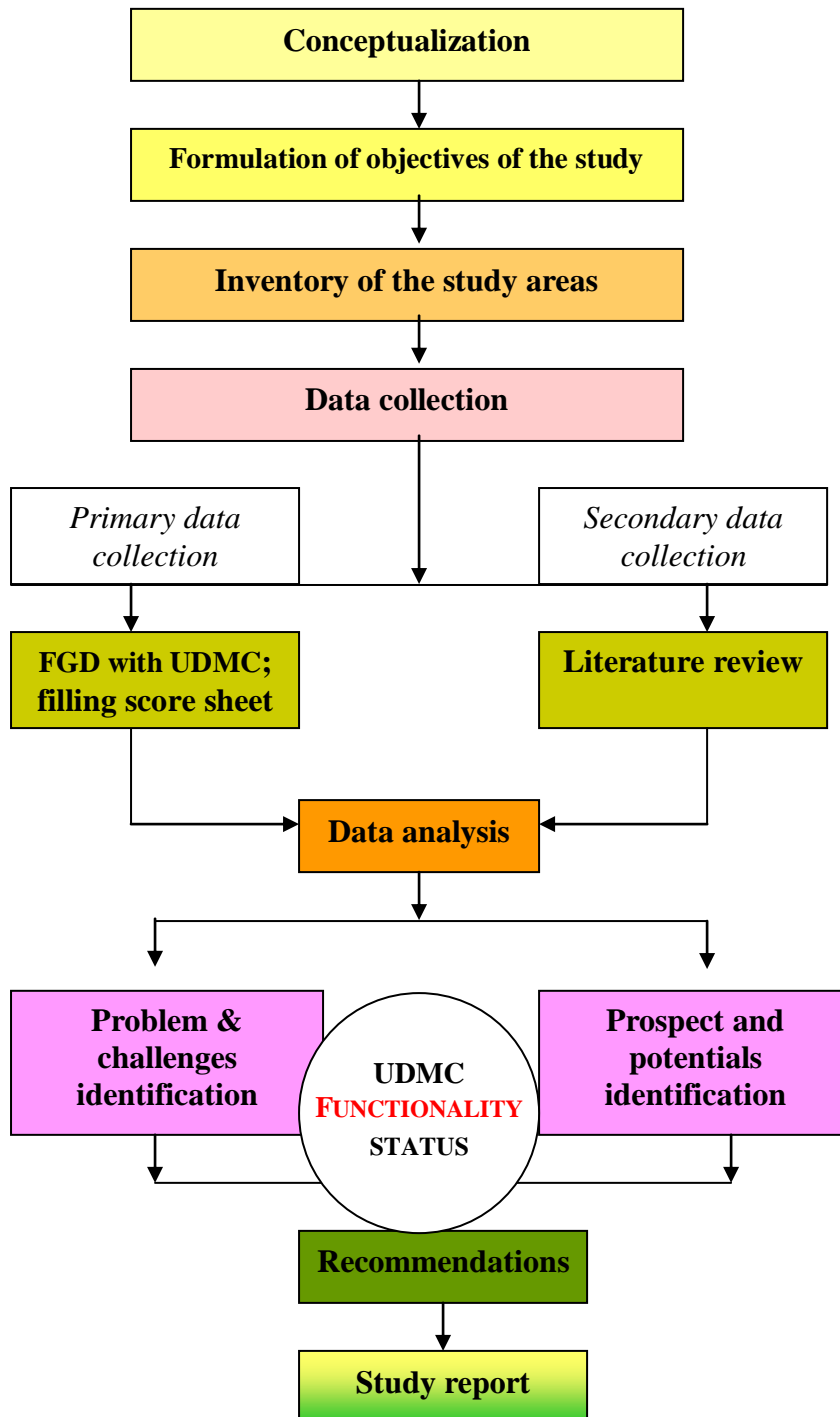 Conceptualization
Formulation of objectives of the study
Inventory of the study areas
Data collection
Primary data
collection
Secondary data
collection
FGD with UDMC;
filling score sheet
Literature review
Data analysis
Problem &
challenges
identification
UDMC
FUNCTIONALITY
STATUS
Prospect and
potentials
identification
Recommendations
Study report